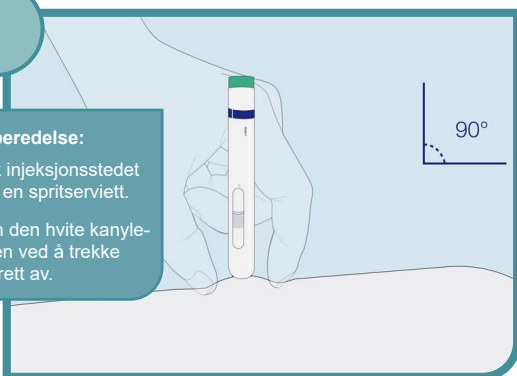 beredelse:
k injeksjonsstedet
en spritserviett.
n den hvite kanyle-
en ved å trekke
rett av.
90°